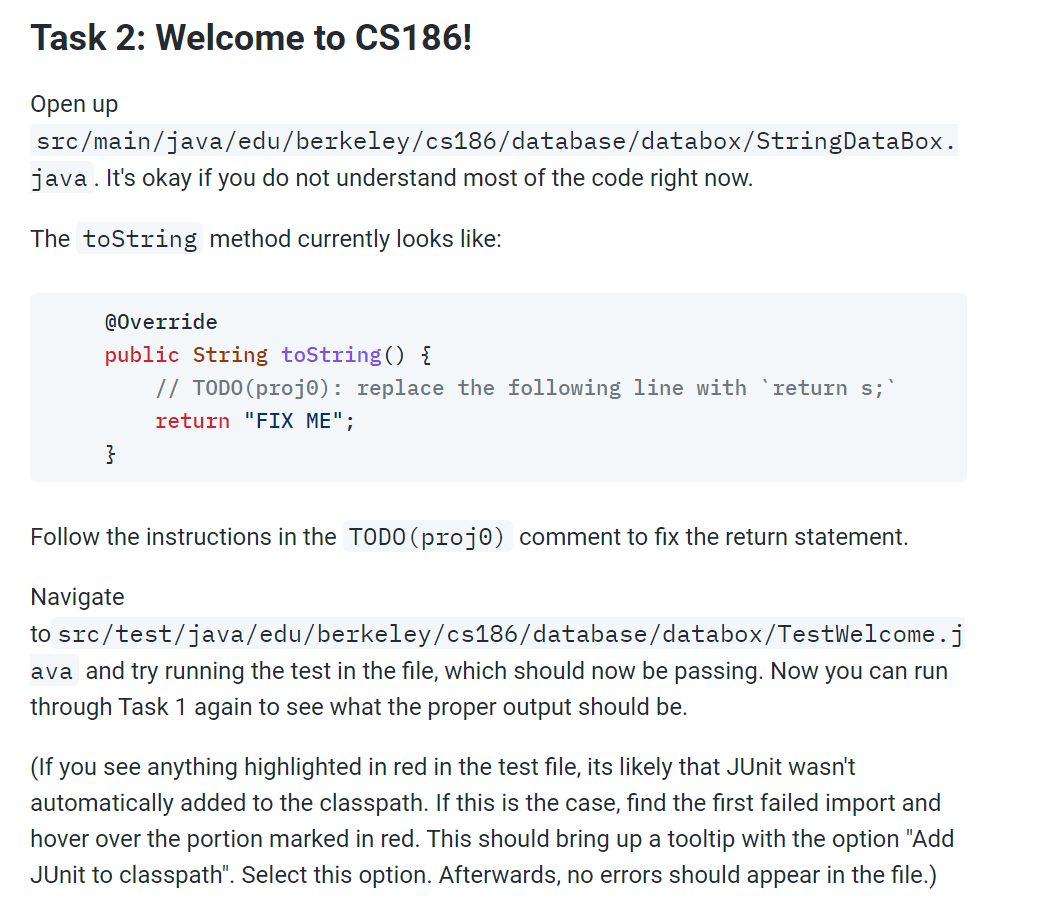 Task 2: Welcome to CS186!
Open up
src/main/java/edu/berkeley/cs186/database/databox/StringDataBox.
java. It's okay if you do not understand most of the code right now.
The toString method currently looks like:
@Override
public String toString() {
// TODO(proj0): replace the following line with `return s;`
return "FIX ME";
}
Follow the instructions in the TODO(proj0) comment to fix the return statement.
Navigate
to src/test/java/edu/berkeley/cs186/database/databox/TestWelcome.j
ava and try running the test in the file, which should now be passing. Now you can run
through Task 1 again to see what the proper output should be.
(If you see anything highlighted in red in the test file, its likely that JUnit wasn't
automatically added to the classpath. If this is the case, find the first failed import and
hover over the portion marked in red. This should bring up a tooltip with the option "Add
JUnit to classpath". Select this option. Afterwards, no errors should appear in the file.)